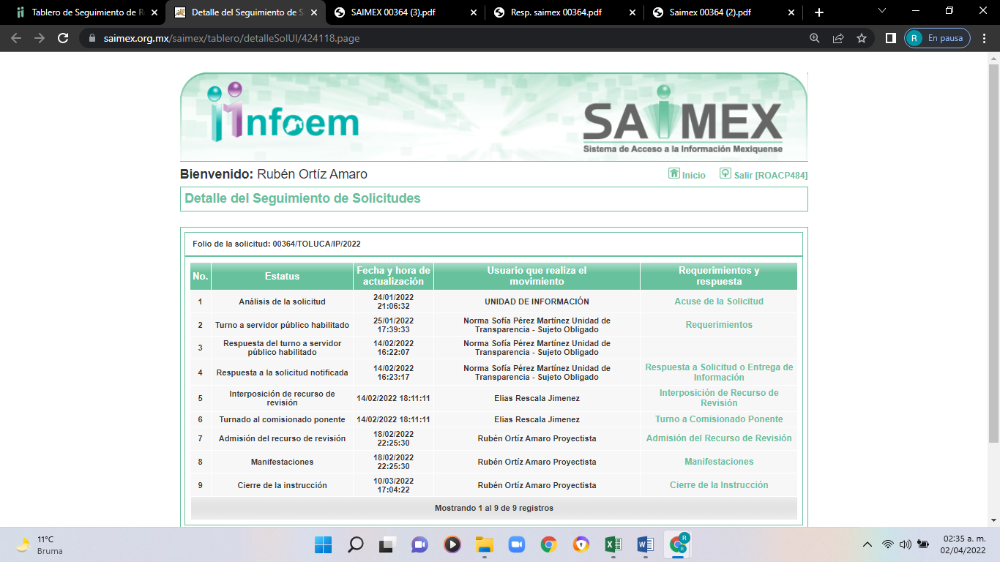 Tablero de Seguimiento de R
Detalle del Seguimiento de S
SAIMEX 00364 (3).pdf
Resp. saimex 00364.pdf
Saimex 00364 (2).pdf
saimex.org.mx/saimex/tablero/detalleSolUI/424118.page
R En pausa
infoem
SAIMEX
Sistema de Acceso a la Información Mexiquense
Bienvenido: Rubén Ortíz Amaro
Inicio Salir [ROACP484]
Detalle del Seguimiento de Solicitudes
Folio de la solicitud: 00364/TOLUCA/IP/2022
No. Estatus Fecha y hora de actualización Usuario que realiza el movimiento Requerimientos y respuesta
1 Análisis de la solicitud 24/01/2022 21:06:32 UNIDAD DE INFORMACIÓN Acuse de la Solicitud
2 Turno a servidor público habilitado 25/01/2022 17:39:33 Norma Sofía Pérez Martínez Unidad de Transparencia - Sujeto Obligado Requerimientos
3 Respuesta del turno a servidor público habilitado 14/02/2022 16:22:07 Norma Sofía Pérez Martínez Unidad de Transparencia - Sujeto Obligado
4 Respuesta a la solicitud notificada 14/02/2022 16:23:17 Norma Sofía Pérez Martínez Unidad de Transparencia - Sujeto Obligado Respuesta a Solicitud o Entrega de Información
5 Interposición de recurso de revisión 14/02/2022 18:11:11 Elias Rescala Jimenez Interposición de Recurso de Revisión
6 Turnado al comisionado ponente 14/02/2022 18:11:11 Elias Rescala Jimenez Turno a Comisionado Ponente
7 Admisión del recurso de revisión 18/02/2022 22:25:30 Rubén Ortíz Amaro Proyectista Admisión del Recurso de Revisión
8 Manifestaciones 18/02/2022 22:25:30 Rubén Ortíz Amaro Proyectista Manifestaciones
9 Cierre de la instrucción 10/03/2022 17:04:22 Rubén Ortíz Amaro Proyectista Cierre de la Instrucción
Mostrando 1 al 9 de 9 registros
11°C
Bruma
02:35 a. m.
02/04/2022